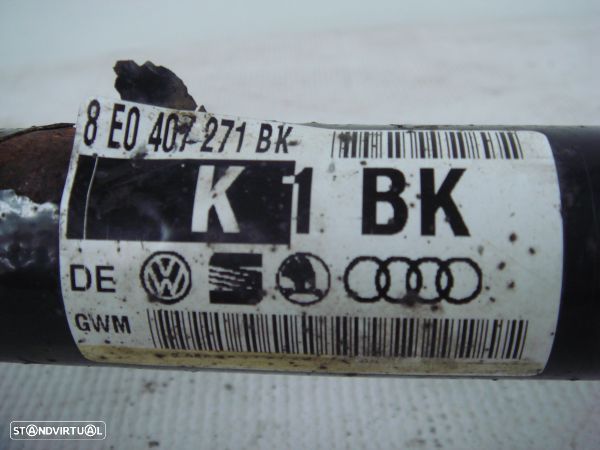 8 E0 407 271 BK
K 1 BK
DE
GWM
STANDVIRTUAL